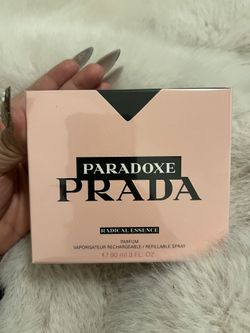 PARADOXE
PRADA
RADICAL ESSENCE
PARFUM
VAPORISATEUR RECHARGEABLE / REFILLABLE SPRAY
℮ 90 ml 3 FL. OZ.